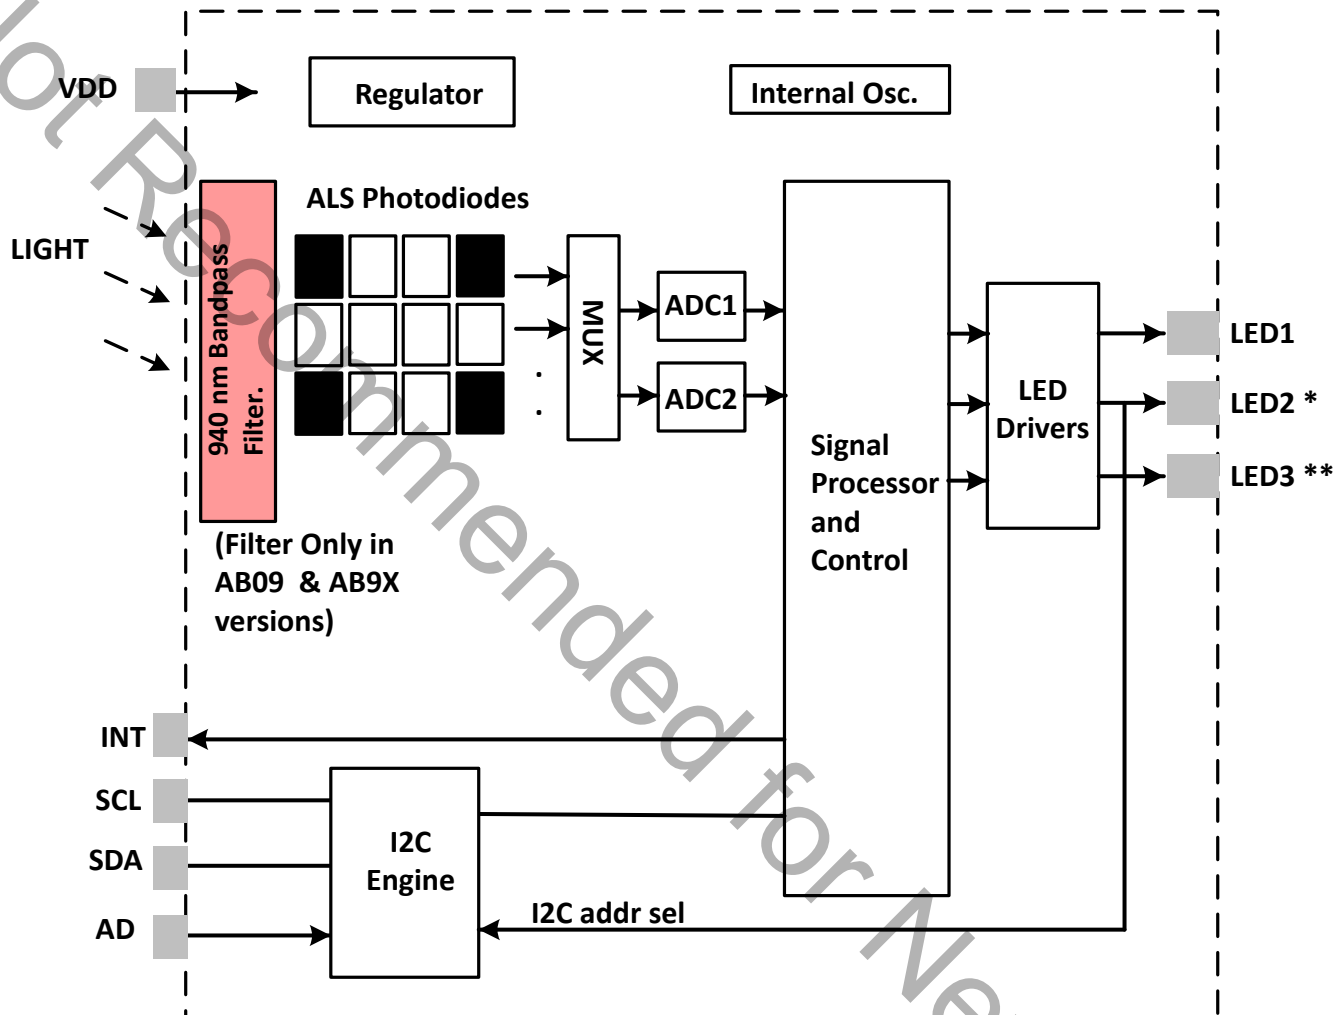 VDD
Regulator
Internal Osc.
ALS Photodiodes
LIGHT
940 nm Bandpass
Filter.
MUX
ADC1
ADC2
Signal
Processor
and
Control
LED
Drivers
LED1
LED2 *
LED3 **
(Filter Only in
AB09 & AB9X
versions)
INT
SCL
SDA
AD
I2C
Engine
I2C addr sel
Not Recommended for Ne